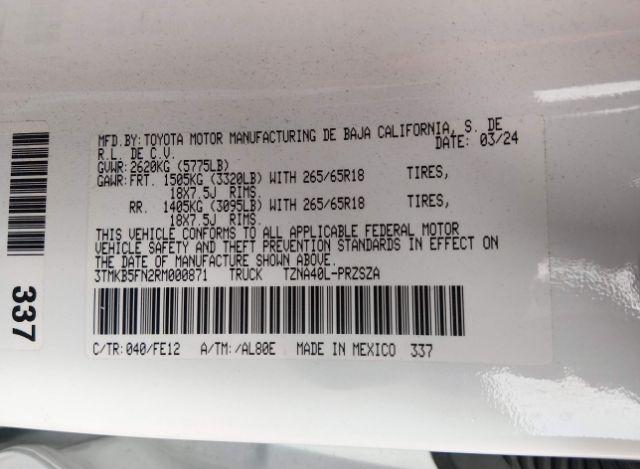 MFD.BY:TOYOTA MOTOR MANUFACTURING DE BAJA CALIFORNIA, S. DE
R.L. DE C.V. DATE: 03/24
GVWR:2620KG (5775LB)
GAWR:FRT. 1505KG (3320LB) WITH 265/65R18 TIRES,
18X7.5J RIMS.
RR. 1405KG (3095LB) WITH 265/65R18 TIRES,
18X7.5J RIMS.
THIS VEHICLE CONFORMS TO ALL APPLICABLE FEDERAL MOTOR
VEHICLE SAFETY AND THEFT PREVENTION STANDARDS IN EFFECT ON
THE DATE OF MANUFACTURE SHOWN ABOVE.
3TMKB5FN2RM000871 TRUCK TZNA40L-PRZSZA
C/TR:040/FE12 A/TM:/AL80E MADE IN MEXICO 337
337